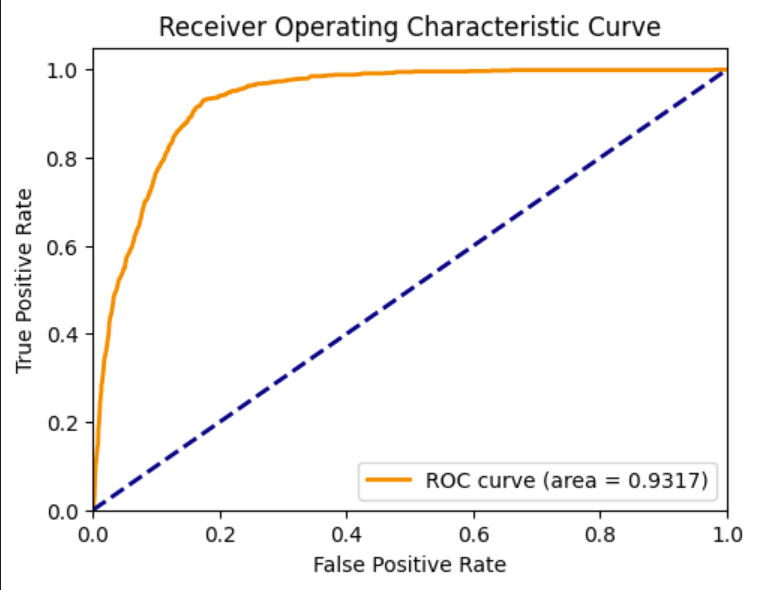 Receiver Operating Characteristic Curve
True Positive Rate
1.0
0.8
0.6
0.4
0.2
0.0
ROC curve (area = 0.9317)
0.0 0.2 0.4 0.6 0.8 1.0
False Positive Rate